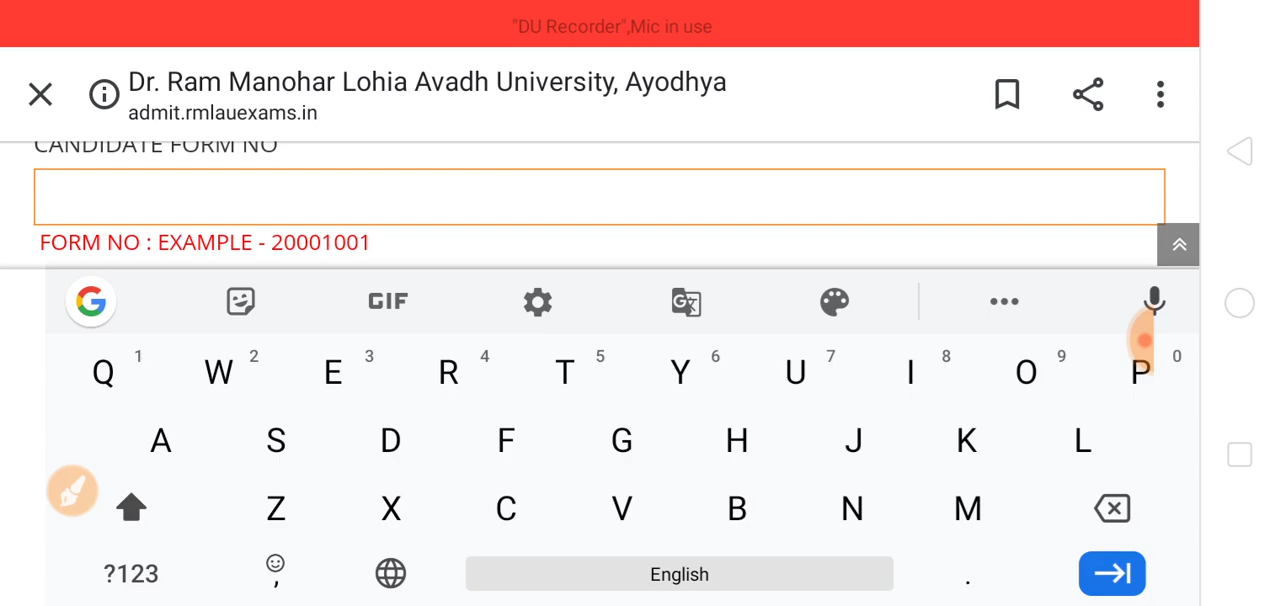 "DU Recorder",Mic in use
Dr. Ram Manohar Lohia Avadh University, Ayodhya
admit.rmlauexams.in
CANDIDATE FORM NO
FORM NO : EXAMPLE - 20001001
G GIF G
Q 1 W 2 E 3 R 4 T 5 Y 6 U 7 I 8 O 9 P 0
A S D F G H J K L
Z X C V B N M
?123 , English .